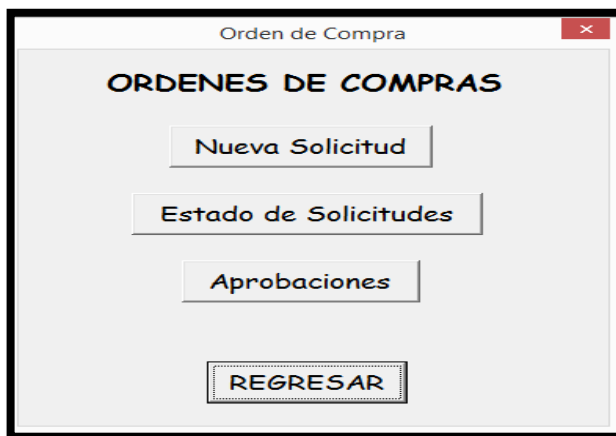 Orden de Compra
ORDENES DE COMPRAS
Nueva Solicitud
Estado de Solicitudes
Aprobaciones
REGRESAR